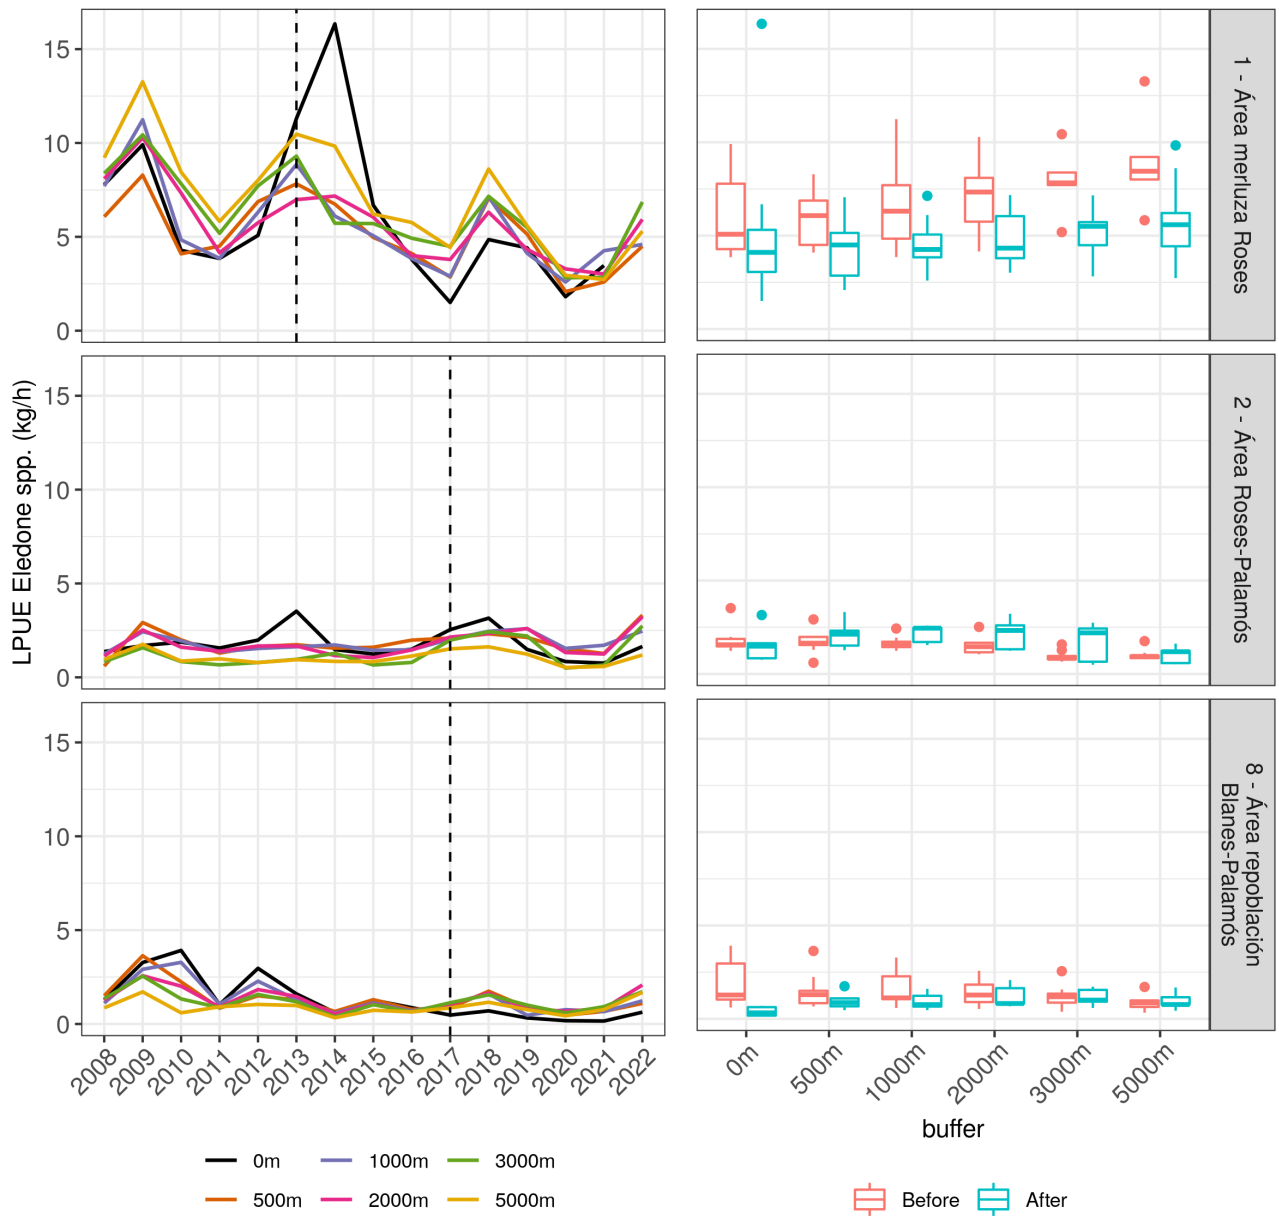 LPUE Eledone spp. (kg/h)
15
10
5
0
15
10
5
0
15
10
5
0
2008
2009
2010
2011
2012
2013
2014
2015
2016
2017
2018
2019
2020
2021
2022
1 - Área merluza Roses
2 - Área Roses-Palamós
8 - Área repoblación
Blanes-Palamós
0m
500m
1000m
2000m
3000m
5000m
buffer
0m
1000m
3000m
500m
2000m
5000m
Before
After